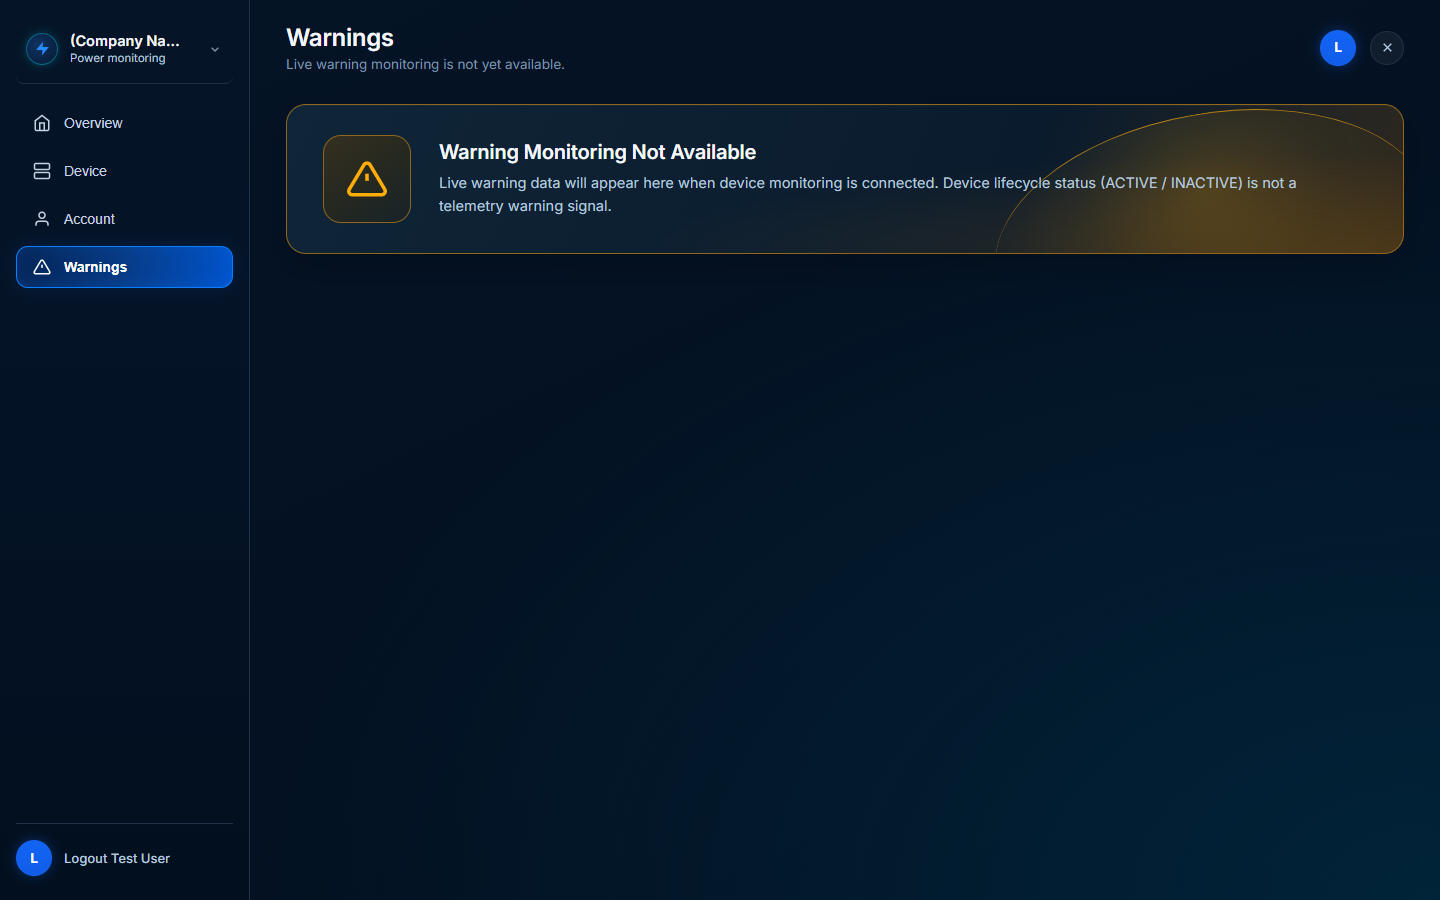 (Company Na...
Power monitoring
Overview
Device
Account
Warnings
Logout Test User
L
Warnings
Live warning monitoring is not yet available.
L
Warning Monitoring Not Available
Live warning data will appear here when device monitoring is connected. Device lifecycle status (ACTIVE / INACTIVE) is not a
telemetry warning signal.